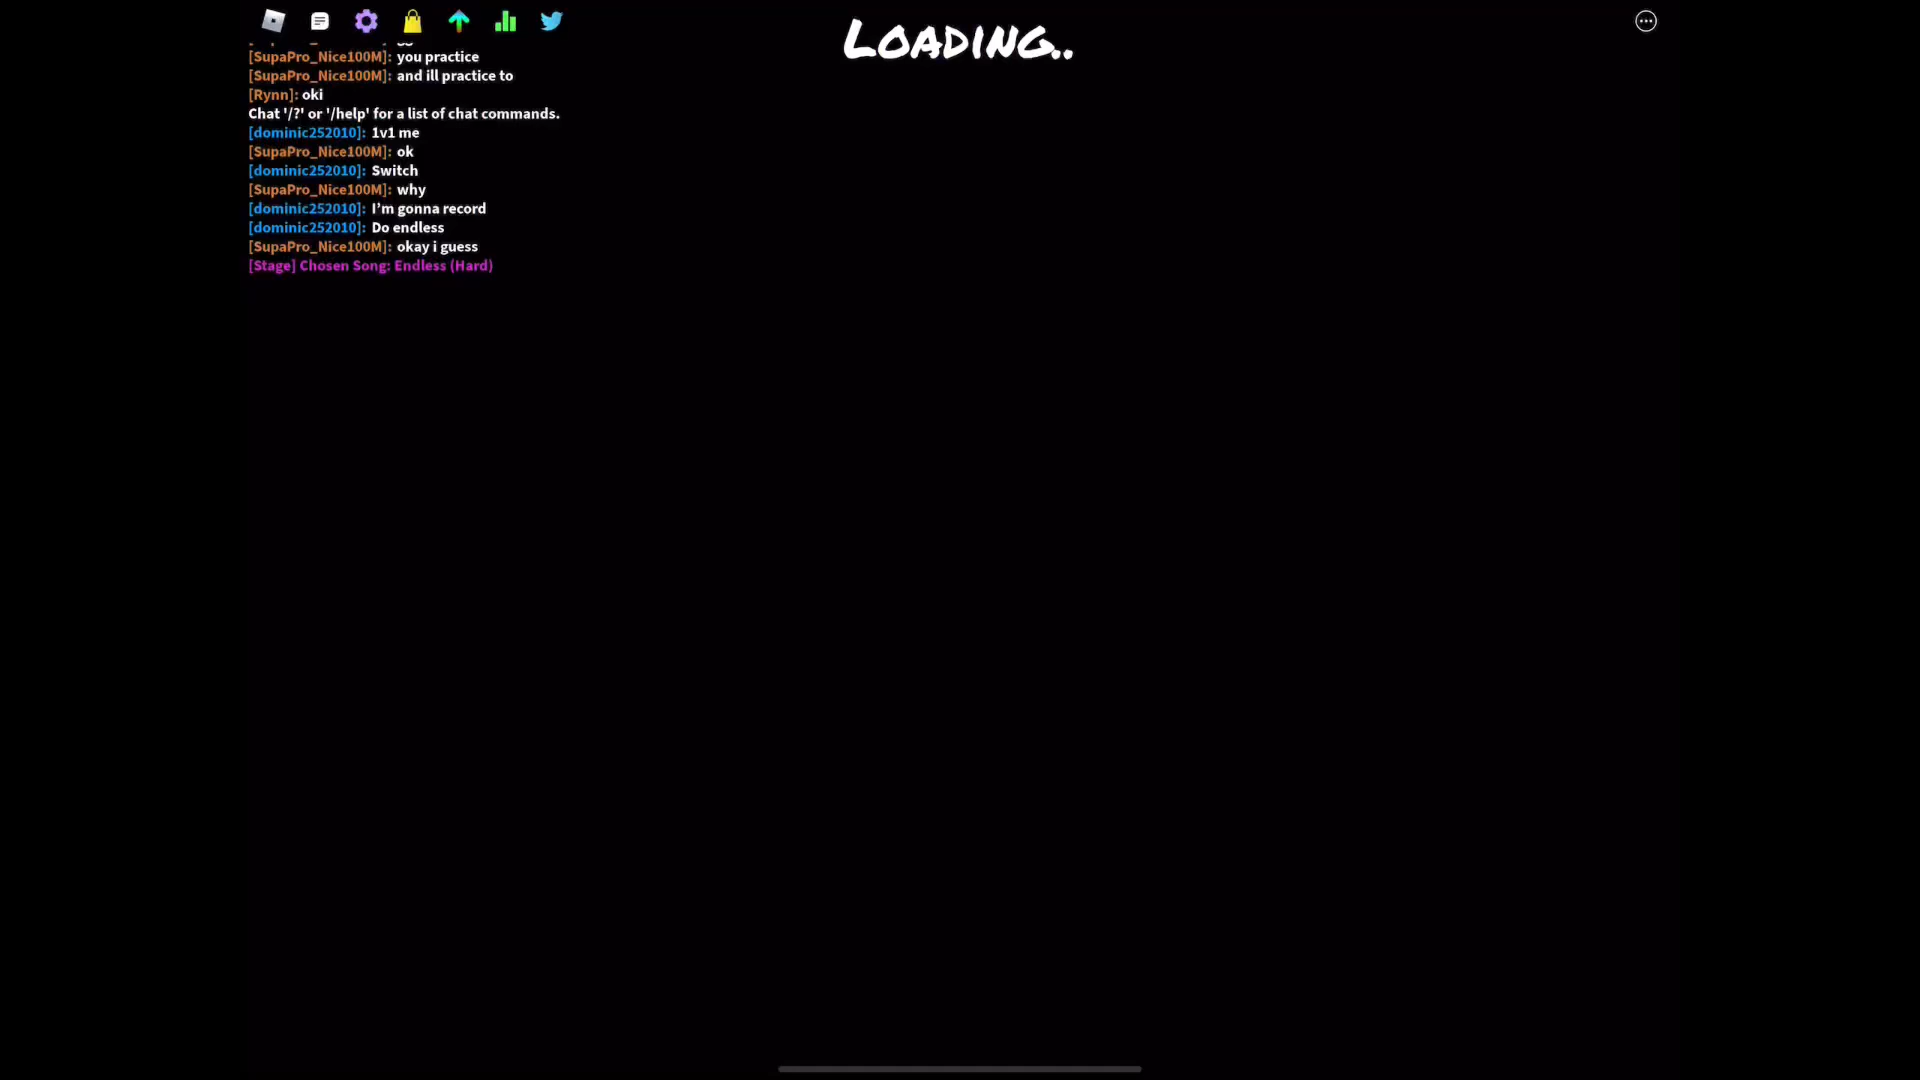 Loading..
[SupaPro_Nice100M]: you practice
[SupaPro_Nice100M]: and ill practice to
[Rynn]: oki
Chat '/?' or '/help' for a list of chat commands.
[dominic252010]: 1v1 me
[SupaPro_Nice100M]: ok
[dominic252010]: Switch
[SupaPro_Nice100M]: why
[dominic252010]: I'm gonna record
[dominic252010]: Do endless
[SupaPro_Nice100M]: okay i guess
[Stage] Chosen Song: Endless (Hard)